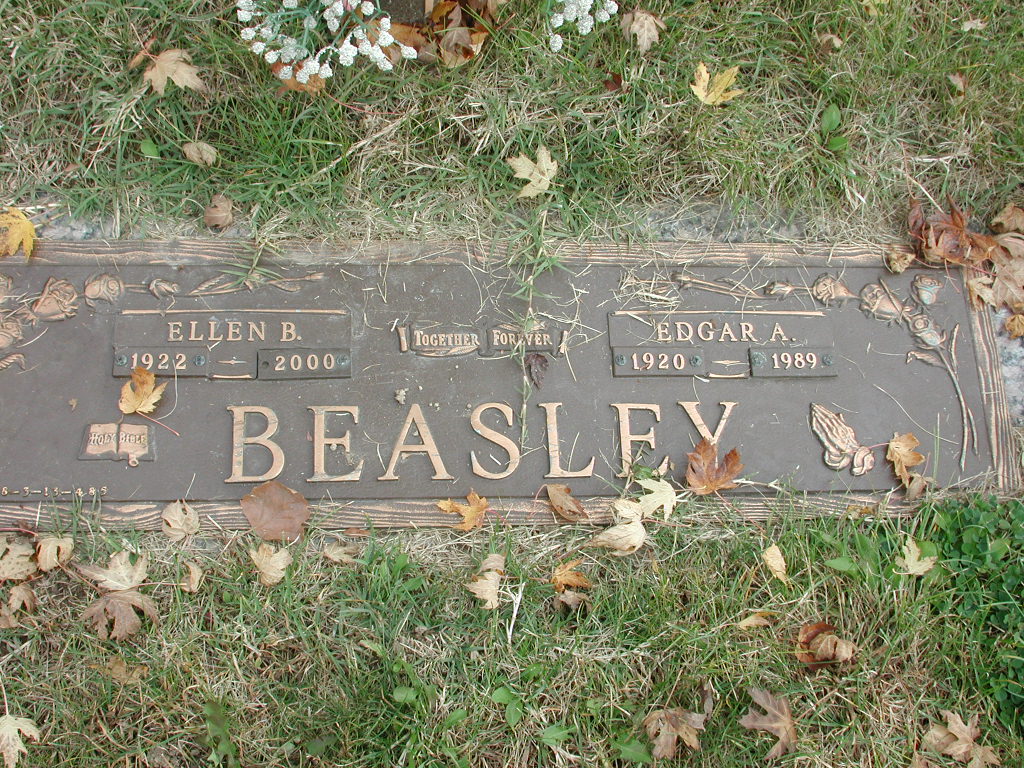 ELLEN B.
1922 2000
TOGETHER FOREVER
EDGAR A.
1920 1989
HOLY BIBLE
BEASLEY